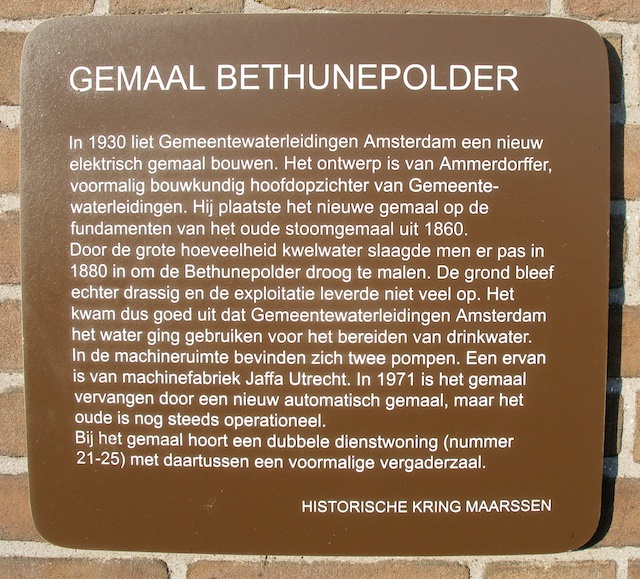 GEMAAL BETHUNEPOLDER
In 1930 liet Gemeentewaterleidingen Amsterdam een nieuw
elektrisch gemaal bouwen. Het ontwerp is van Ammerdorffer,
voormalig bouwkundig hoofdopzichter van Gemeente-
waterleidingen. Hij plaatste het nieuwe gemaal op de
fundamenten van het oude stoomgemaal uit 1860.
Door de grote hoeveelheid kwelwater slaagde men er pas in
1880 in om de Bethunepolder droog te malen. De grond bleef
echter drassig en de exploitatie leverde niet veel op. Het
kwam dus goed uit dat Gemeentewaterleidingen Amsterdam
het water ging gebruiken voor het bereiden van drinkwater.
In de machineruimte bevinden zich twee pompen. Een ervan
is van machinefabriek Jaffa Utrecht. In 1971 is het gemaal
vervangen door een nieuw automatisch gemaal, maar het
oude is nog steeds operationeel.
Bij het gemaal hoort een dubbele dienstwoning (nummer
21-25) met daartussen een voormalige vergaderzaal.
HISTORISCHE KRING MAARSSEN